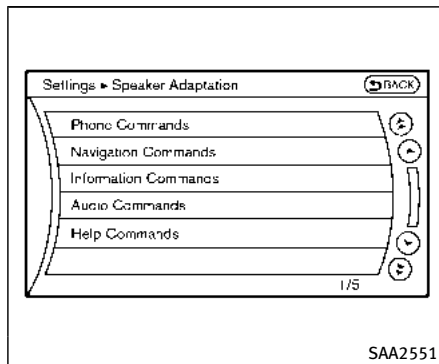 Settings ▸ Speaker Adaptation BACK
Phone Commands
Navigation Commands
Information Commands
Audio Commands
Help Commands
1/5
SAA2551